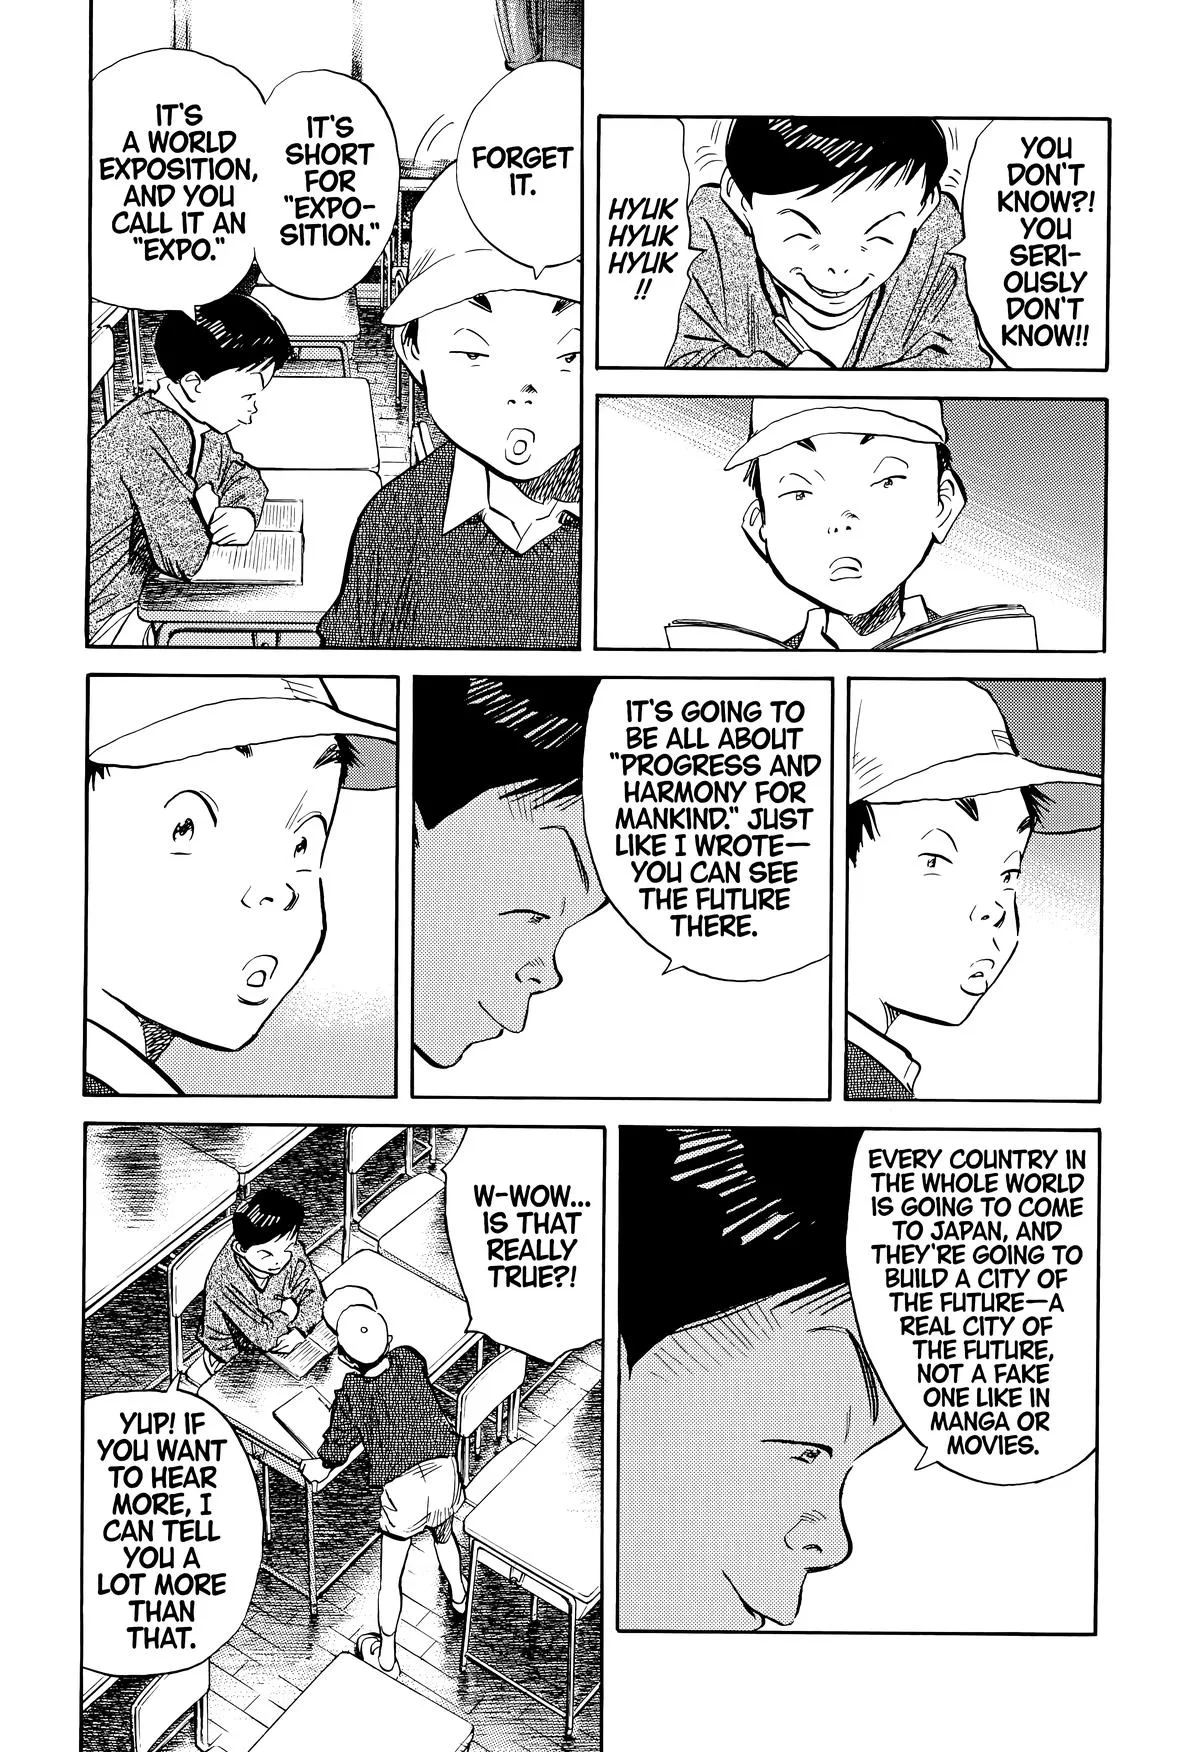 YOU
DON'T
KNOW?!
YOU
SERI-
OUSLY
DON'T
KNOW!!
HYUK
HYUK
HYUK
!!
FORGET
IT.
IT'S
SHORT
FOR
"EXPO-
SITION."
IT'S
A WORLD
EXPOSITION,
AND YOU
CALL IT AN
"EXPO."
IT'S GOING TO
BE ALL ABOUT
"PROGRESS AND
HARMONY FOR
MANKIND." JUST
LIKE I WROTE—
YOU CAN SEE
THE FUTURE
THERE.
EVERY COUNTRY IN
THE WHOLE WORLD
IS GOING TO COME
TO JAPAN, AND
THEY'RE GOING TO
BUILD A CITY OF
THE FUTURE—A
REAL CITY OF
THE FUTURE,
NOT A FAKE
ONE LIKE IN
MANGA OR
MOVIES.
W-WOW...
IS THAT
REALLY
TRUE?!
YUP! IF
YOU WANT
TO HEAR
MORE, I
CAN TELL
YOU A
LOT MORE
THAN
THAT.